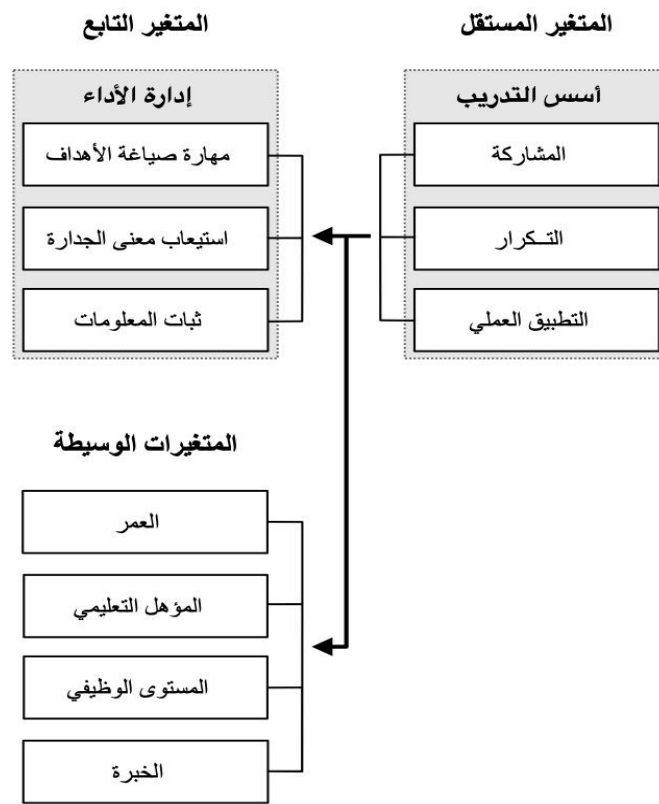 المتغير المستقل
المتغير التابع
أسس التدريب
إدارة الأداء
المشاركة
مهارة صياغة الأهداف
التــكرار
استيعاب معنى الجدارة
التطبيق العملي
ثبات المعلومات
المتغيرات الوسيطة
العمر
المؤهل التعليمي
المستوى الوظيفي
الخبرة